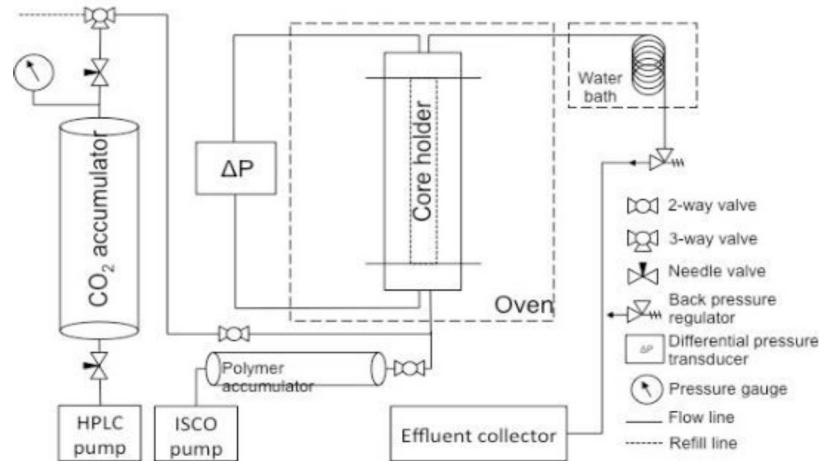 Water
bath
CO2 accumulator
ΔP
Core holder
Oven
Polymer
accumulator
HPLC
pump
ISCO
pump
Effluent collector
2-way valve
3-way valve
Needle valve
Back pressure
regulator
ΔP
Differential pressure
transducer
Pressure gauge
Flow line
Refill line